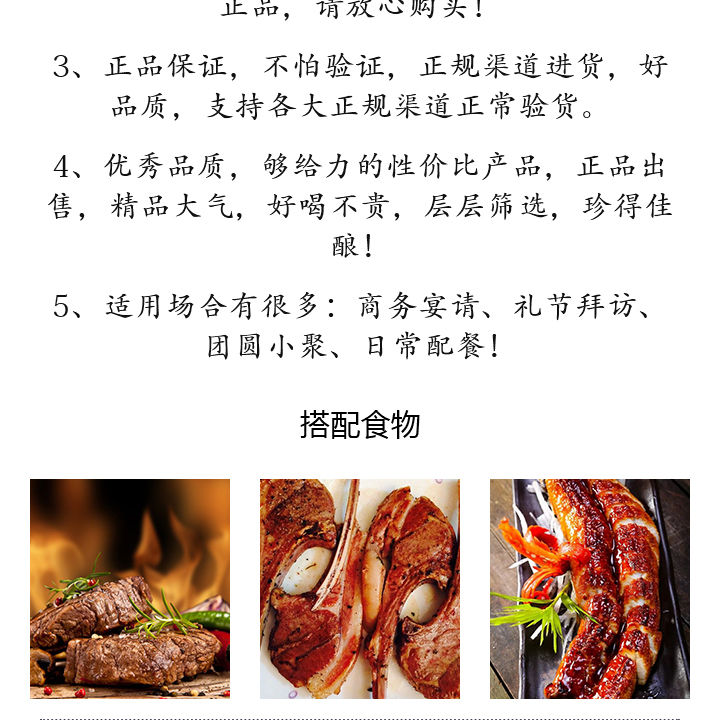 正品，请放心购买！
3、正品保证，不怕验证，正规渠道进货，好
品质，支持各大正规渠道正常验货。
4、优秀品质，够给力的性价比产品，正品出
售，精品大气，好喝不贵，层层筛选，珍得佳
酿！
5、适用场合有很多：商务宴请、礼节拜访、
团圆小聚、日常配餐！
搭配食物